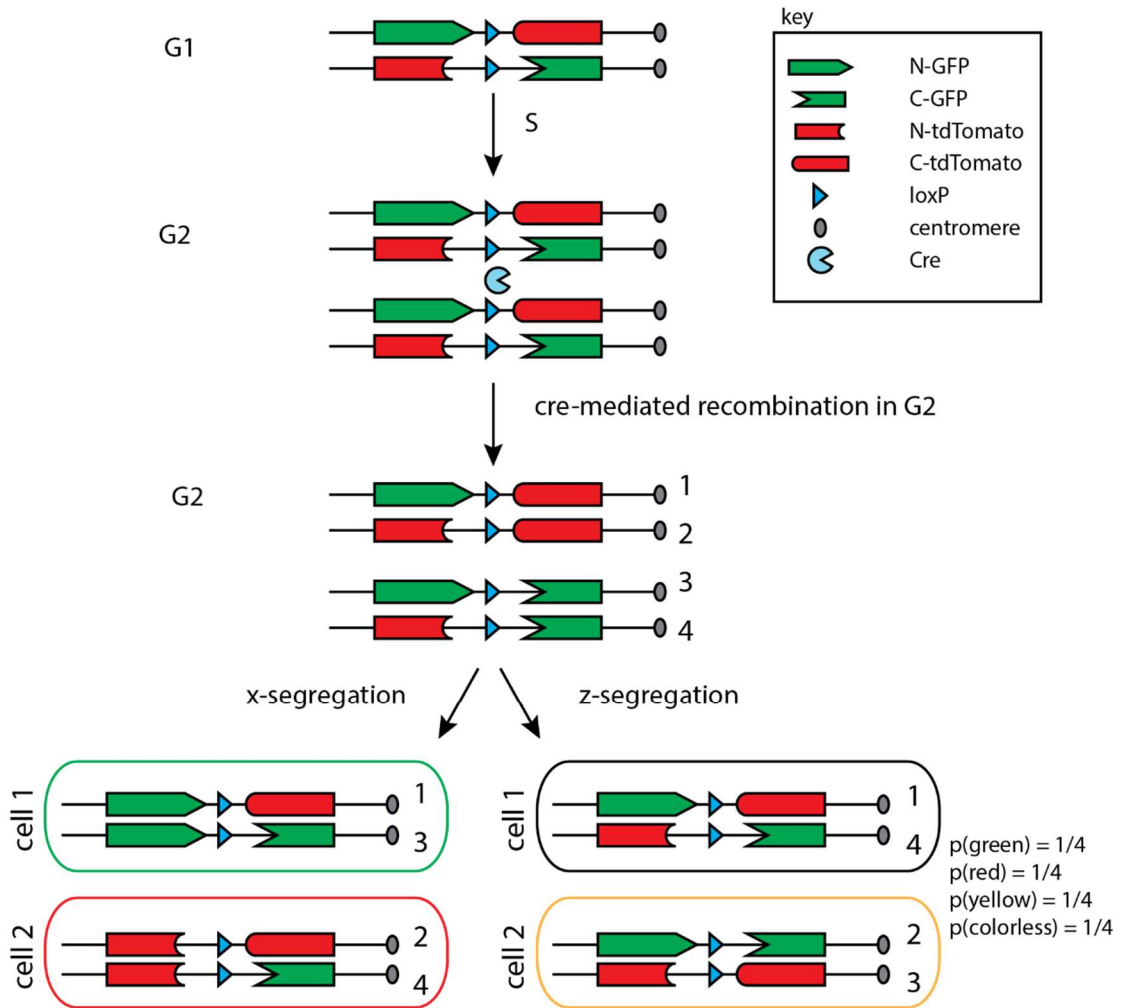 key
G1
N-GFP
C-GFP
S
N-tdTomato
C-tdTomato
loxP
G2
centromere
Cre
cre-mediated recombination in G2
G2
1
2
3
4
x-segregation
z-segregation
cell 1
1
3
cell 1
1
4
p(green) = 1/4
p(red) = 1/4
p(yellow) = 1/4
p(colorless) = 1/4
cell 2
2
4
cell 2
2
3